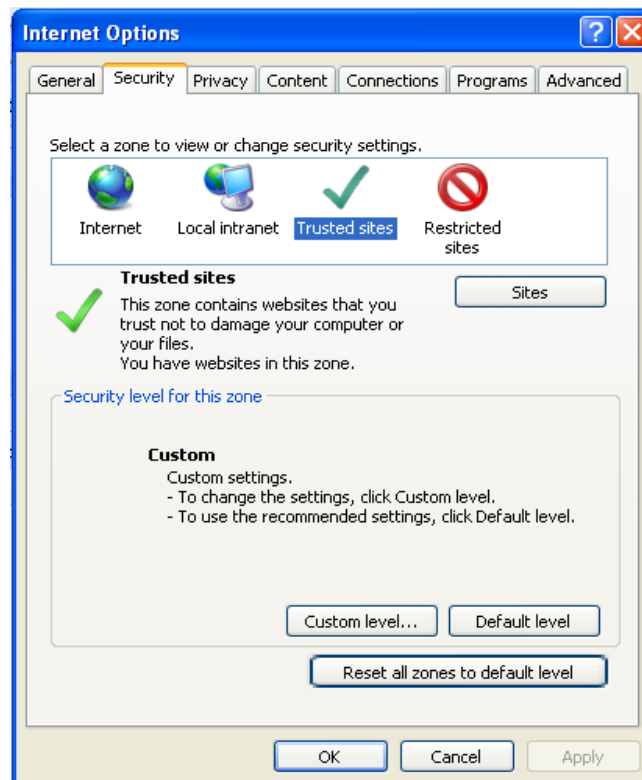 Internet Options
General Security Privacy Content Connections Programs Advanced
Select a zone to view or change security settings.
Internet Local intranet Trusted sites Restricted sites
Trusted sites
Sites
This zone contains websites that you
trust not to damage your computer or
your files.
You have websites in this zone.
Security level for this zone
Custom
Custom settings.
- To change the settings, click Custom level.
- To use the recommended settings, click Default level.
Custom level... Default level
Reset all zones to default level
OK Cancel Apply